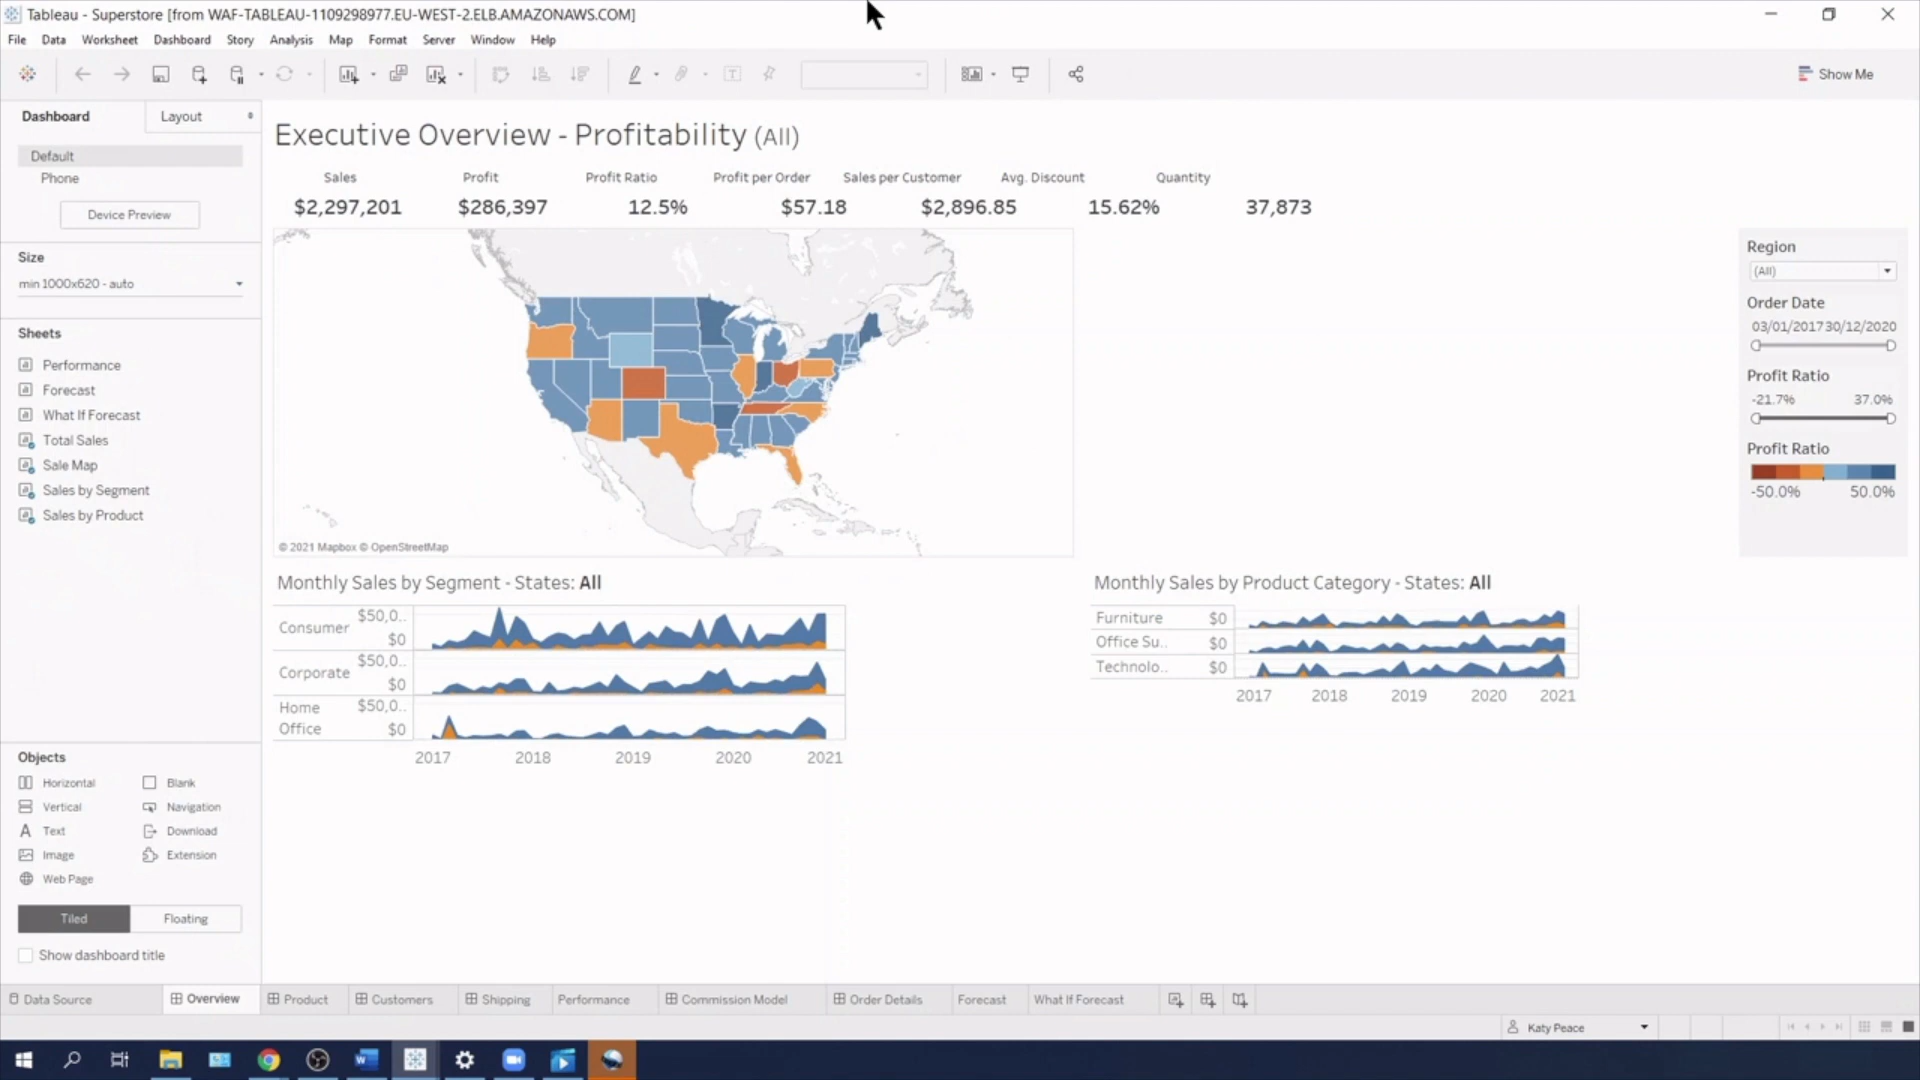 Tableau - Superstore [from WAF-TABLEAU-1109298977.EU-WEST-2.ELB.AMAZONAWS.COM]
File Data Worksheet Dashboard Story Analysis Map Format Server Window Help
Show Me
Dashboard Layout
Default
Phone
Device Preview
Size
min 1000x620 - auto
Sheets
Performance
Forecast
What If Forecast
Total Sales
Sale Map
Sales by Segment
Sales by Product
Objects
Horizontal Blank
Vertical Navigation
Text Download
Image Extension
Web Page
Tiled Floating
Show dashboard title
Executive Overview - Profitability (All)
Sales Profit Profit Ratio Profit per Order Sales per Customer Avg. Discount Quantity
$2,297,201 $286,397 12.5% $57.18 $2,896.85 15.62% 37,873
© 2021 Mapbox © OpenStreetMap
Region
(All)
Order Date
03/01/2017 30/12/2020
Profit Ratio
-21.7% 37.0%
Profit Ratio
-50.0% 50.0%
Monthly Sales by Segment - States: All
Consumer $50,0..
$0
Corporate $50,0..
$0
Home Office $50,0..
$0
2017 2018 2019 2020 2021
Monthly Sales by Product Category - States: All
Furniture $0
Office Su.. $0
Technolo.. $0
2017 2018 2019 2020 2021
Data Source Overview Product Customers Shipping Performance Commission Model Order Details Forecast What If Forecast
Katy Peace